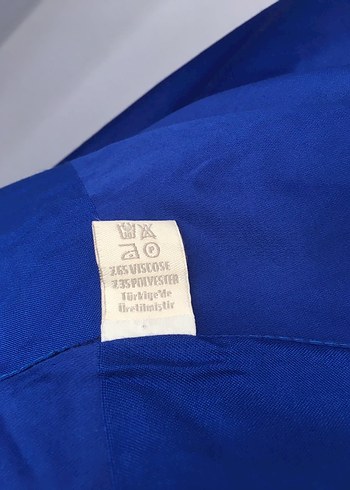 P
%65 VISCOSE
%35 POLYESTER
Türkiye'de
Üretilmiştir